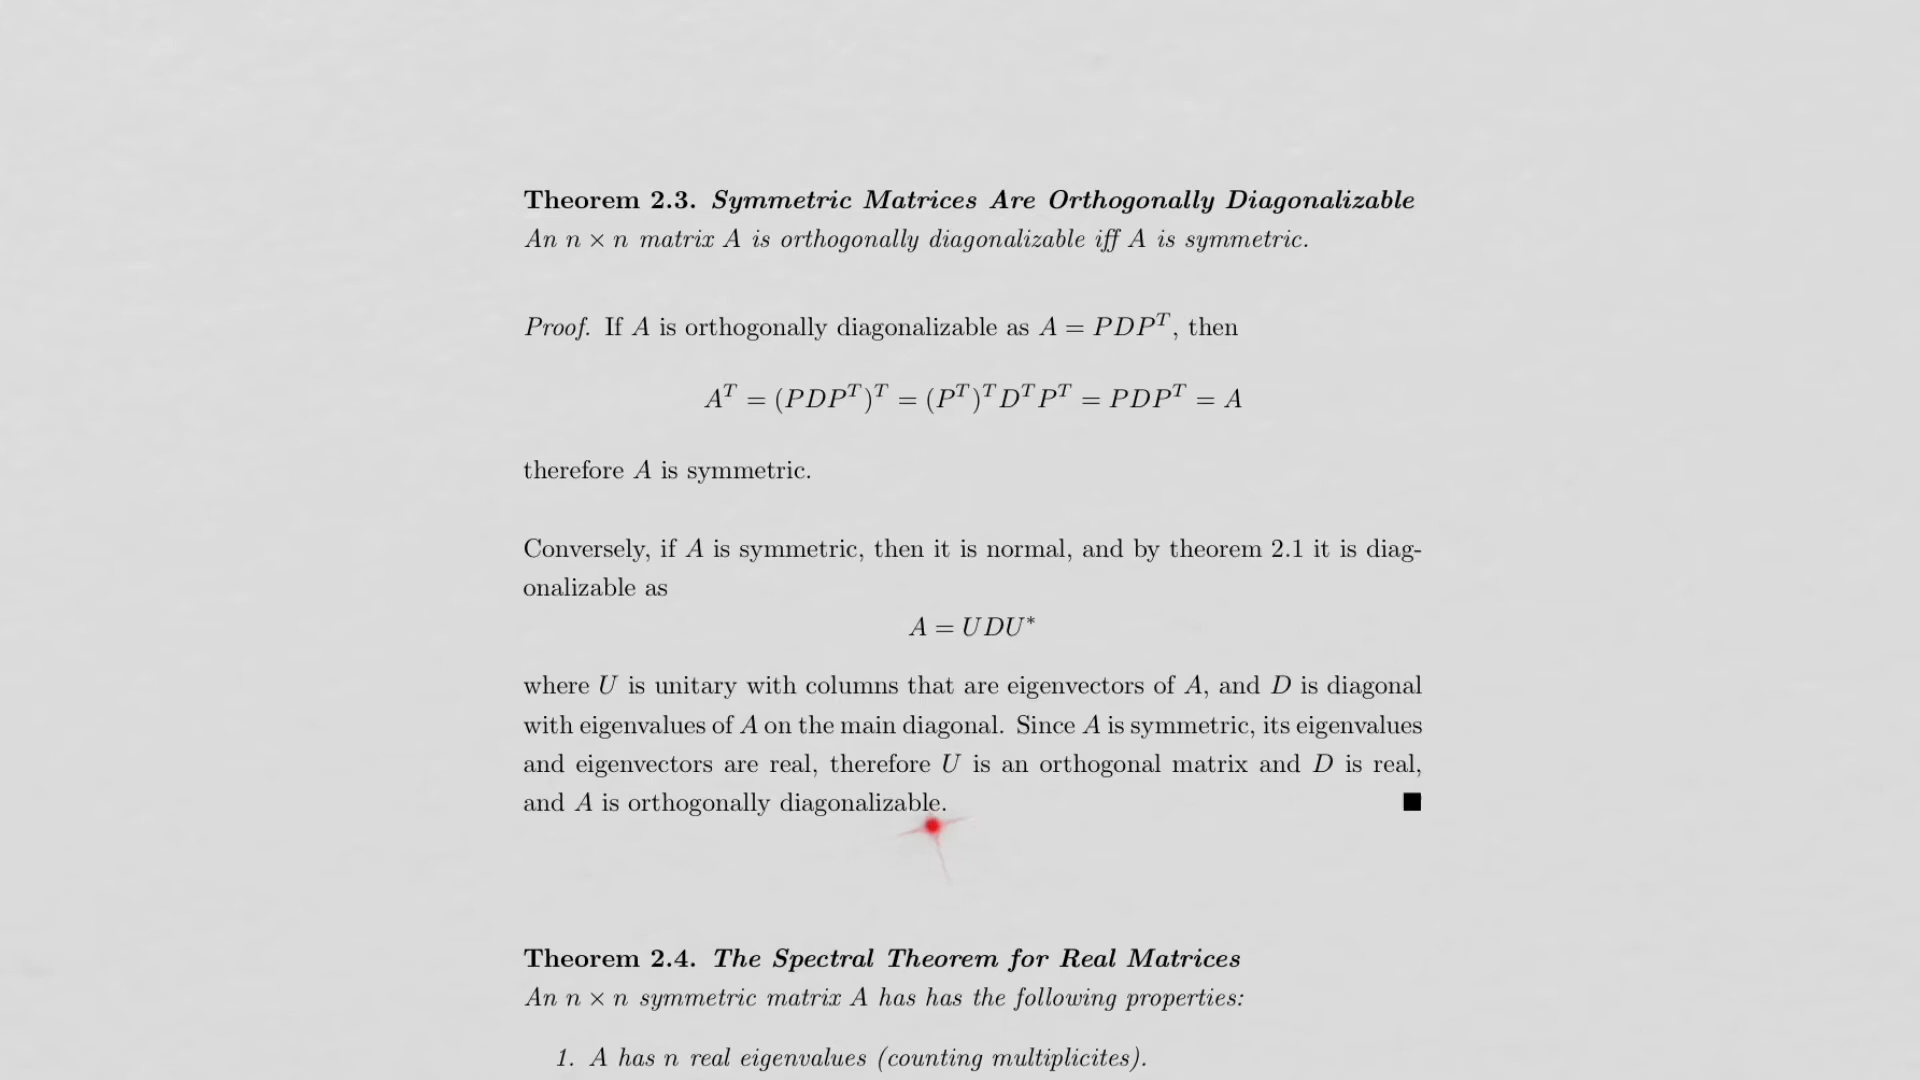 Theorem 2.3. Symmetric Matrices Are Orthogonally Diagonalizable
An n × n matrix A is orthogonally diagonalizable iff A is symmetric.
Proof. If A is orthogonally diagonalizable as A = PDP^T, then
A^T = (PDP^T)^T = (P^T)^T D^T P^T = PDP^T = A
therefore A is symmetric.
Conversely, if A is symmetric, then it is normal, and by theorem 2.1 it is diag-
onalizable as
A = UDU*
where U is unitary with columns that are eigenvectors of A, and D is diagonal
with eigenvalues of A on the main diagonal. Since A is symmetric, its eigenvalues
and eigenvectors are real, therefore U is an orthogonal matrix and D is real,
and A is orthogonally diagonalizable. ■
Theorem 2.4. The Spectral Theorem for Real Matrices
An n × n symmetric matrix A has has the following properties:
1. A has n real eigenvalues (counting multiplicites).